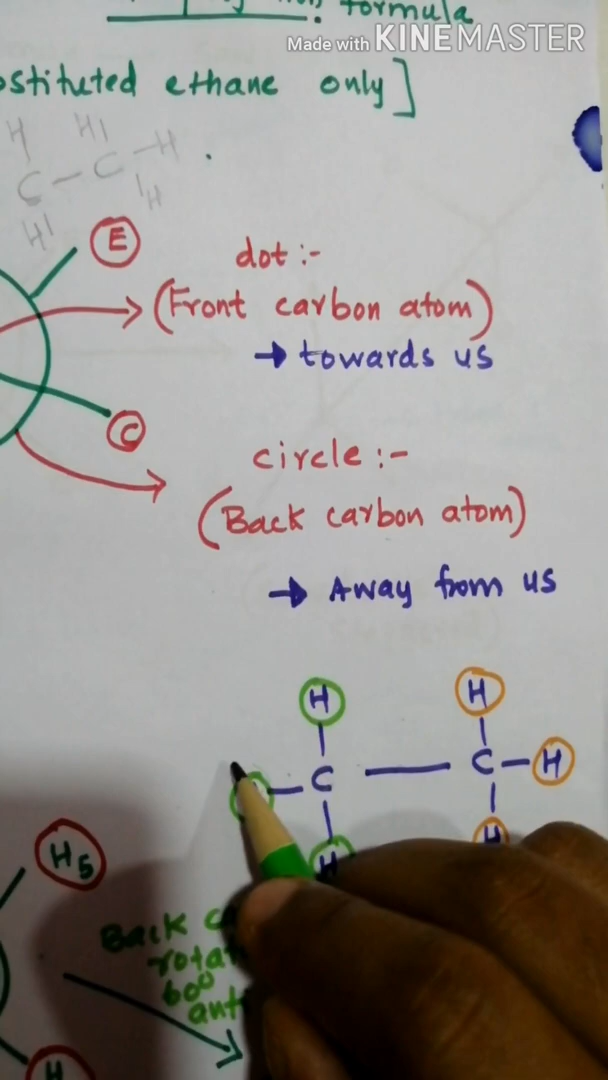 formula
Made with KINEMASTER
ethane only]
H H
C - C - H
H H
E
dot :-
(Front carbon atom)
→ towards us
C
circle :-
(Back carbon atom)
→ Away from us
H H
- C — C - H
H H
H5
Back
60°
H